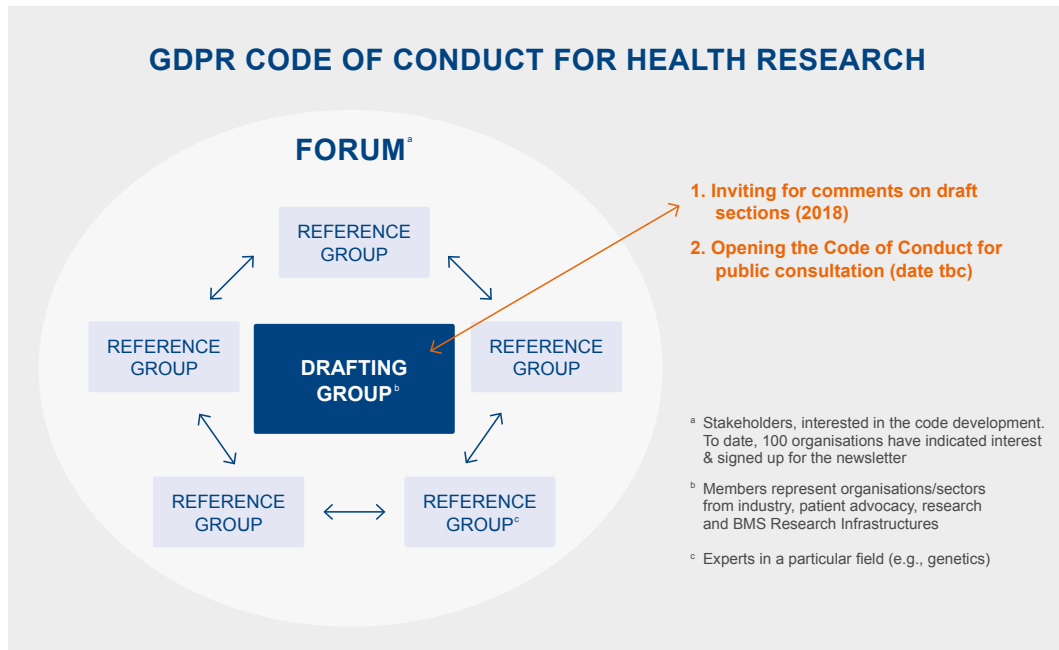 GDPR CODE OF CONDUCT FOR HEALTH RESEARCH
FORUMᵃ
REFERENCE
GROUP
REFERENCE
GROUP
DRAFTING
GROUPᵇ
REFERENCE
GROUP
REFERENCE
GROUP
REFERENCE
GROUPᶜ
1. Inviting for comments on draft
sections (2018)
2. Opening the Code of Conduct for
public consultation (date tbc)
ᵃ Stakeholders, interested in the code development.
To date, 100 organisations have indicated interest
& signed up for the newsletter
ᵇ Members represent organisations/sectors
from industry, patient advocacy, research
and BMS Research Infrastructures
ᶜ Experts in a particular field (e.g., genetics)